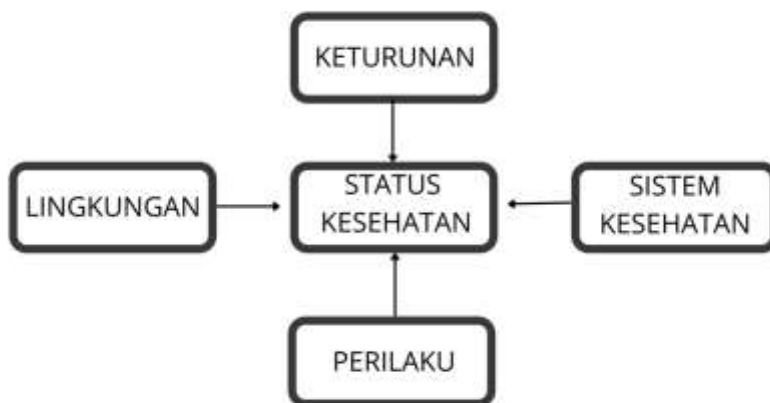 KETURUNAN
LINGKUNGAN
STATUS
KESEHATAN
SISTEM
KESEHATAN
PERILAKU